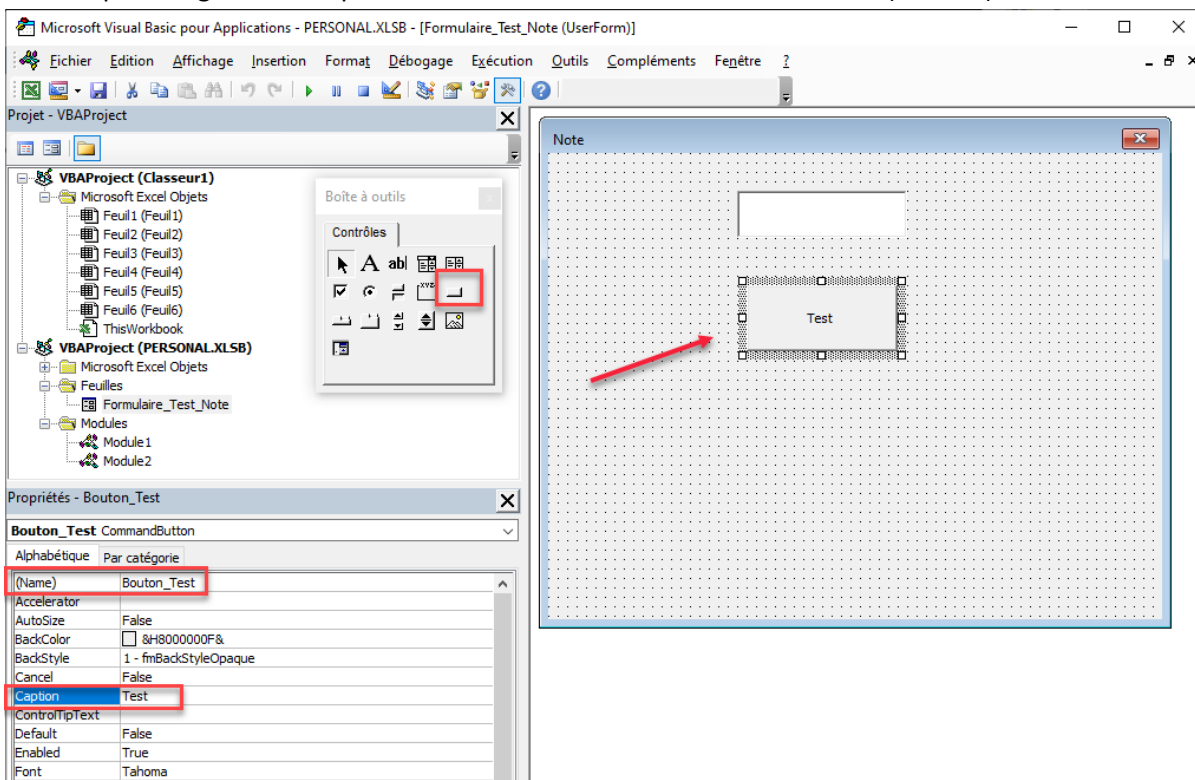 Microsoft Visual Basic pour Applications - PERSONAL.XLSB - [Formulaire_Test_Note (UserForm)]
Fichier Edition Affichage Insertion Format Débogage Exécution Outils Compléments Fenêtre ?
Projet - VBAProject
VBAProject (Classeur1)
Microsoft Excel Objets
Feuil1 (Feuil1)
Feuil2 (Feuil2)
Feuil3 (Feuil3)
Feuil4 (Feuil4)
Feuil5 (Feuil5)
Feuil6 (Feuil6)
ThisWorkbook
VBAProject (PERSONAL.XLSB)
Microsoft Excel Objets
Feuilles
Formulaire_Test_Note
Modules
Module1
Module2
Boîte à outils
Contrôles
A abl
xyz
Note
Test
Propriétés - Bouton_Test
Bouton_Test CommandButton
Alphabétique Par catégorie
(Name) Bouton_Test
Accelerator
AutoSize False
BackColor &H8000000F&
BackStyle 1 - fmBackStyleOpaque
Cancel False
Caption Test
ControlTipText
Default False
Enabled True
Font Tahoma